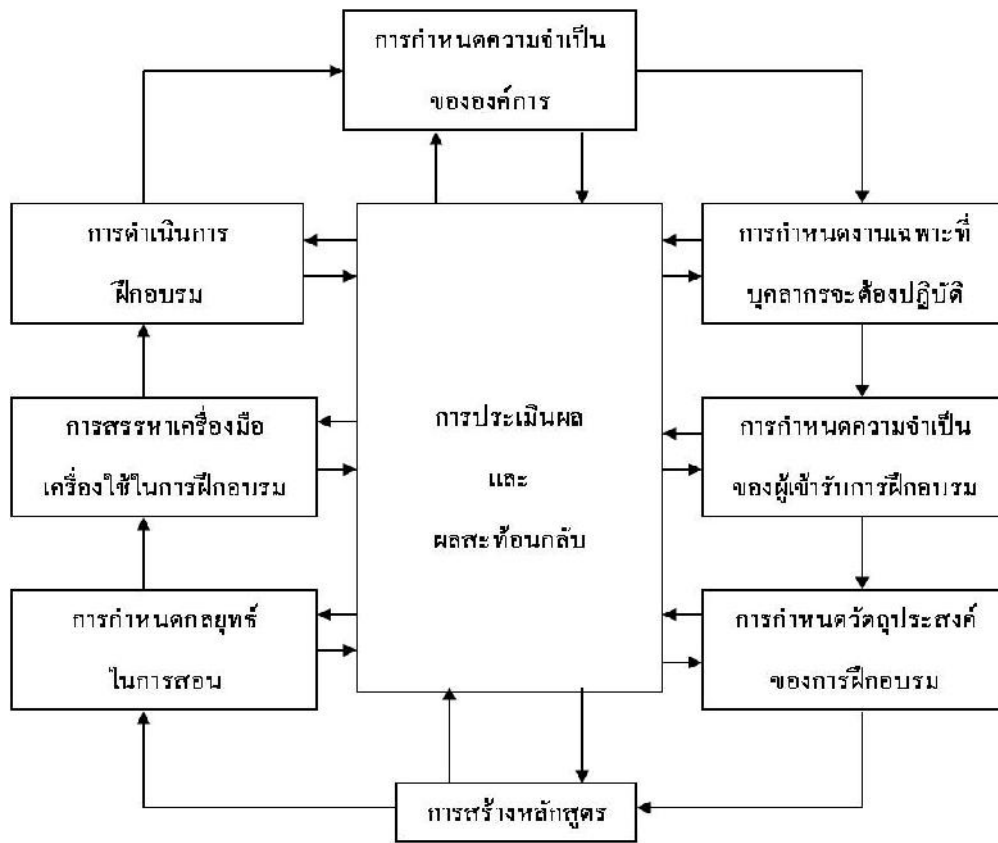 การกำหนดความจำเป็น
ขององค์การ
การดำเนินการ
ฝึกอบรม
การกำหนดงานเฉพาะที่
บุคลากรจะต้องปฏิบัติ
การสรรหาเครื่องมือ
เครื่องใช้ในการฝึกอบรม
การประเมินผล
และ
ผลสะท้อนกลับ
การกำหนดความจำเป็น
ของผู้เข้ารับการฝึกอบรม
การกำหนดกลยุทธ์
ในการสอน
การกำหนดวัตถุประสงค์
ของการฝึกอบรม
การสร้างหลักสูตร